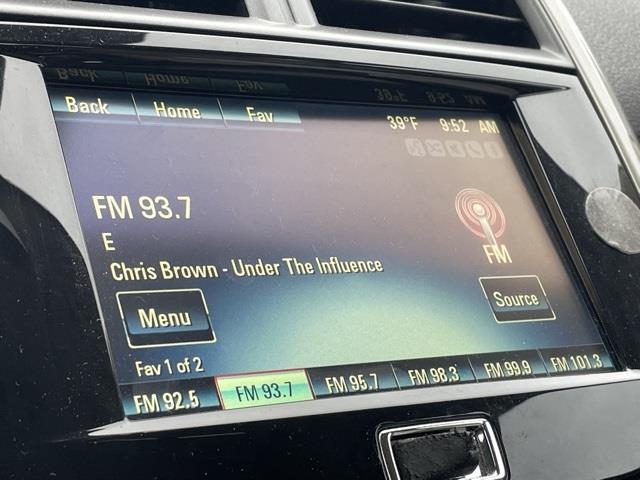 Back Home Fav 39°F 9:52 AM
FM 93.7
E
FM
Chris Brown - Under The Influence
Menu
Source
Fav 1 of 2
FM 92.5 FM 93.7 FM 95.7 FM 98.3 FM 99.9 FM 101.3